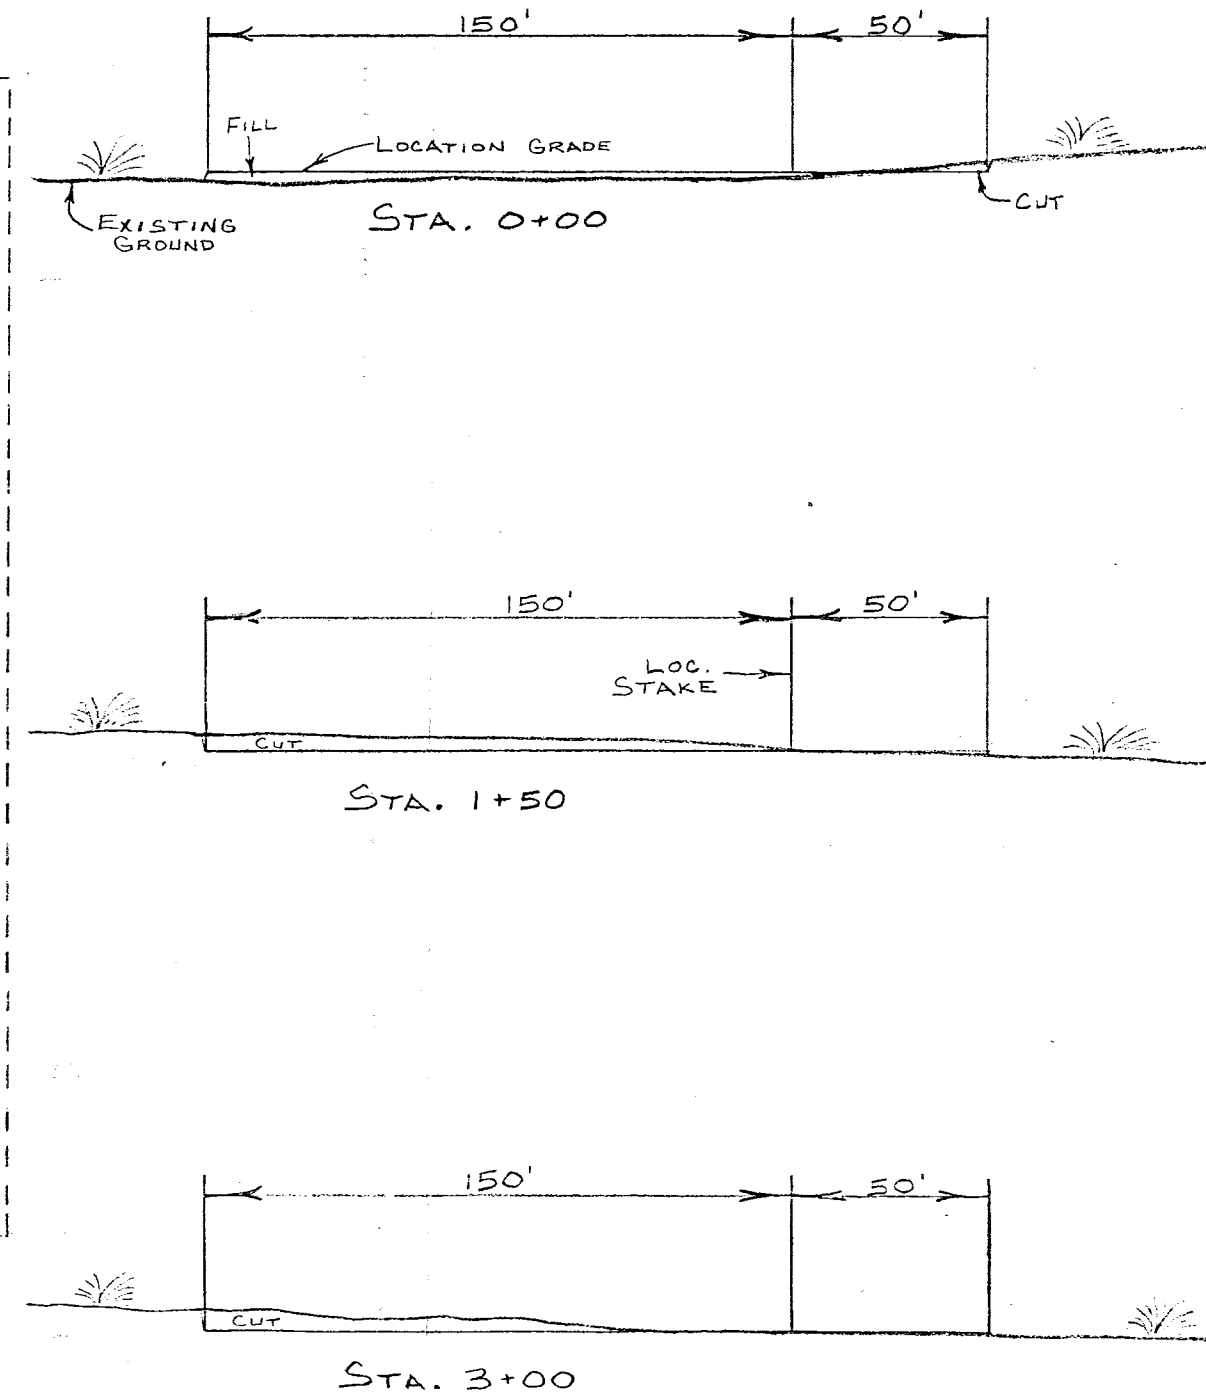 150'
50'
FILL
LOCATION GRADE
CUT
EXISTING
GROUND
STA. 0+00
150'
50'
LOC.
STAKE
CUT
STA. 1+50
150'
50'
CUT
STA. 3+00